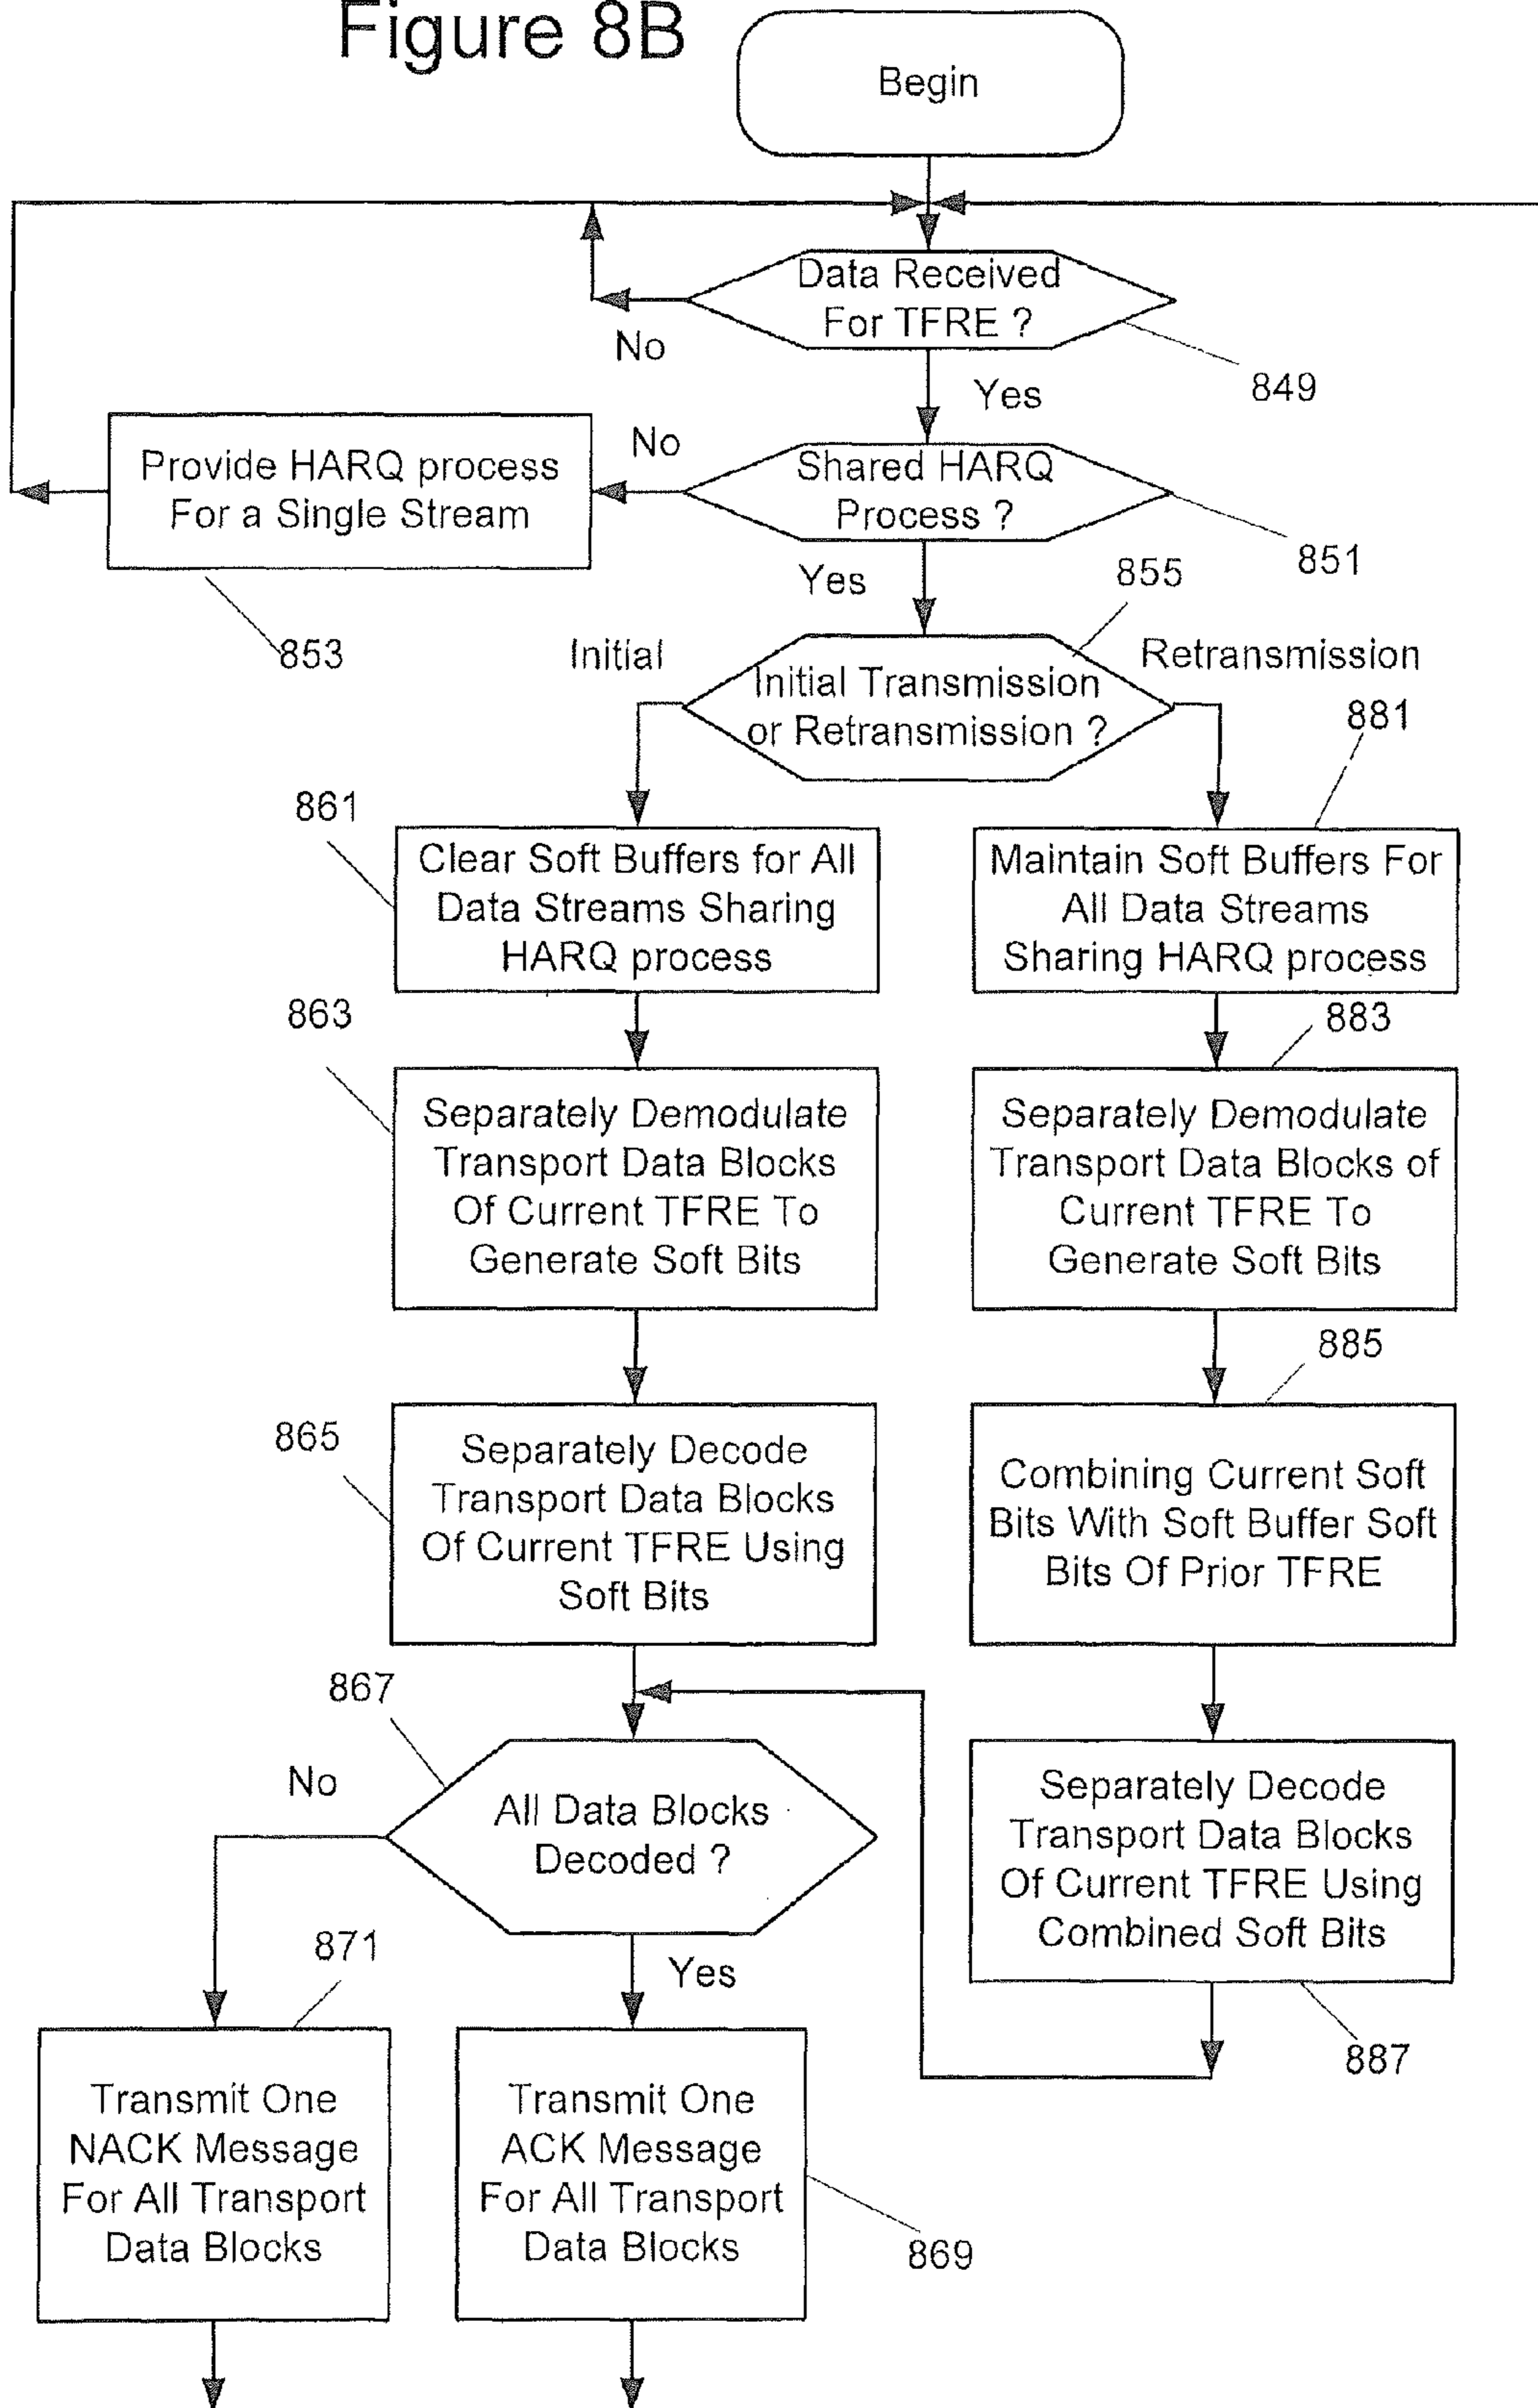 Figure 8B
Begin
Data Received
For TFRE ?
No
849
Yes
Shared HARQ
Process ?
No
851
Provide HARQ process
For a Single Stream
853
Yes
855
Initial
Retransmission
Initial Transmission
or Retransmission ?
881
861
Clear Soft Buffers for All
Data Streams Sharing
HARQ process
Maintain Soft Buffers For
All Data Streams
Sharing HARQ process
863
883
Separately Demodulate
Transport Data Blocks
Of Current TFRE To
Generate Soft Bits
Separately Demodulate
Transport Data Blocks of
Current TFRE To
Generate Soft Bits
885
865
Separately Decode
Transport Data Blocks
Of Current TFRE Using
Soft Bits
Combining Current Soft
Bits With Soft Buffer Soft
Bits Of Prior TFRE
867
No
All Data Blocks
Decoded ?
Separately Decode
Transport Data Blocks
Of Current TFRE Using
Combined Soft Bits
871
Yes
887
Transmit One
NACK Message
For All Transport
Data Blocks
Transmit One
ACK Message
For All Transport
Data Blocks
869